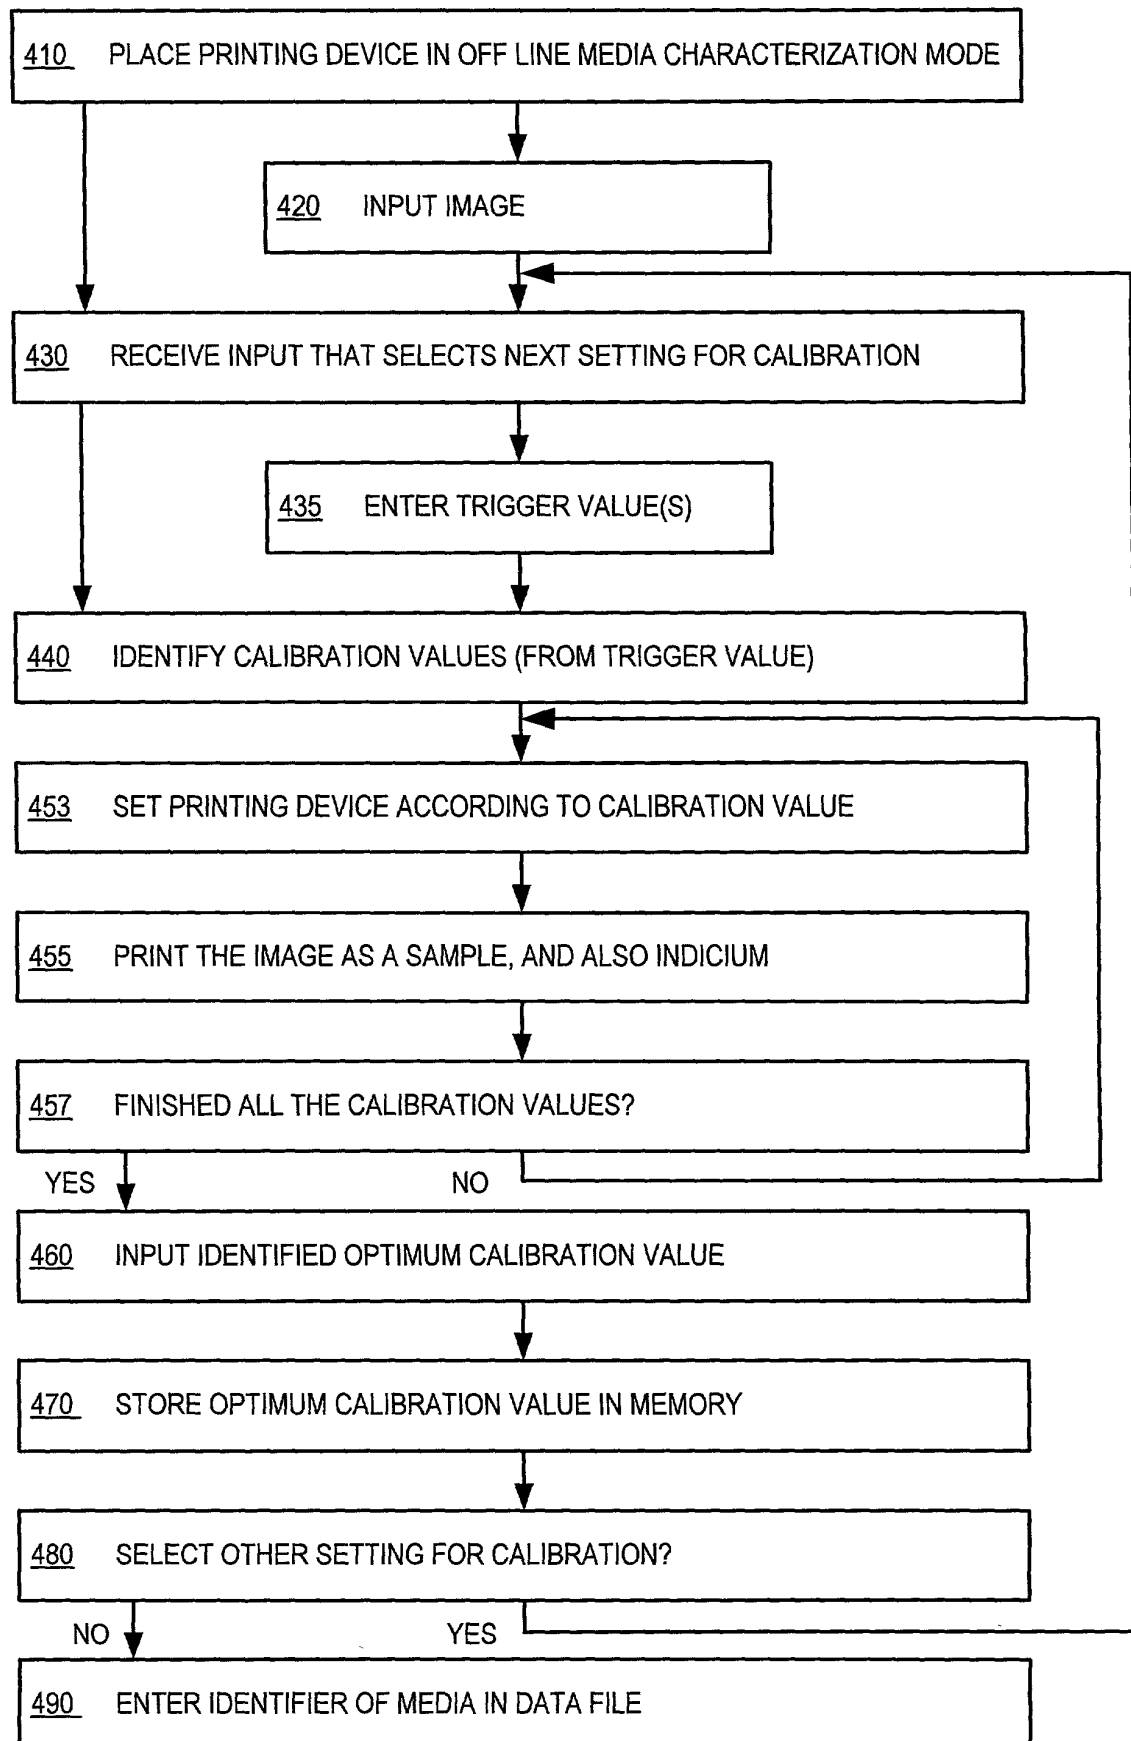 410 PLACE PRINTING DEVICE IN OFF LINE MEDIA CHARACTERIZATION MODE
420 INPUT IMAGE
430 RECEIVE INPUT THAT SELECTS NEXT SETTING FOR CALIBRATION
435 ENTER TRIGGER VALUE(S)
440 IDENTIFY CALIBRATION VALUES (FROM TRIGGER VALUE)
453 SET PRINTING DEVICE ACCORDING TO CALIBRATION VALUE
455 PRINT THE IMAGE AS A SAMPLE, AND ALSO INDICIUM
457 FINISHED ALL THE CALIBRATION VALUES?
YES NO
460 INPUT IDENTIFIED OPTIMUM CALIBRATION VALUE
470 STORE OPTIMUM CALIBRATION VALUE IN MEMORY
480 SELECT OTHER SETTING FOR CALIBRATION?
NO YES
490 ENTER IDENTIFIER OF MEDIA IN DATA FILE